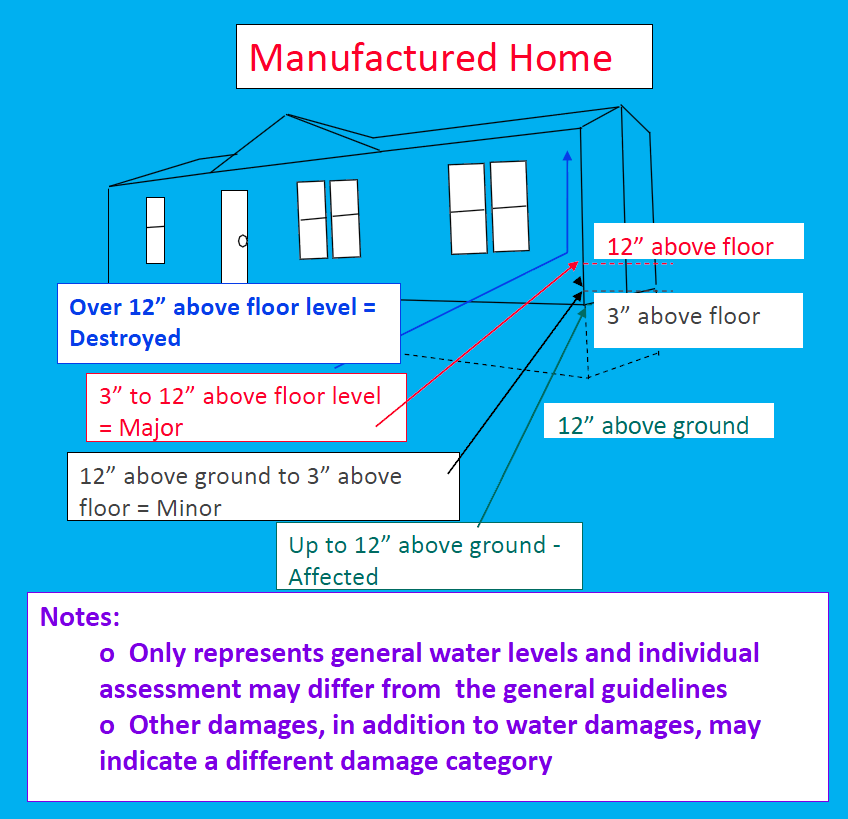 Manufactured Home
12” above floor
Over 12” above floor level =
Destroyed
3” above floor
3” to 12” above floor level
= Major
12” above ground
12” above ground to 3” above
floor = Minor
Up to 12” above ground -
Affected
Notes:
o Only represents general water levels and individual
assessment may differ from the general guidelines
o Other damages, in addition to water damages, may
indicate a different damage category